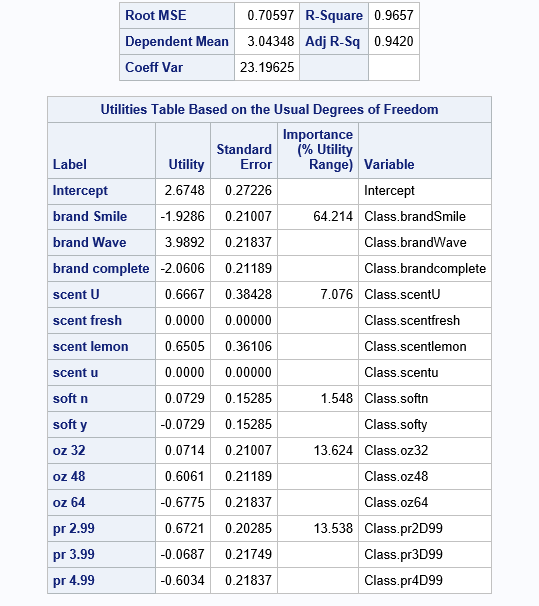 Root MSE 0.70597 R-Square 0.9657
Dependent Mean 3.04348 Adj R-Sq 0.9420
Coeff Var 23.19625
Utilities Table Based on the Usual Degrees of Freedom
Label Utility Standard Error Importance (% Utility Range) Variable
Intercept 2.6748 0.27226 Intercept
brand Smile -1.9286 0.21007 64.214 Class.brandSmile
brand Wave 3.9892 0.21837 Class.brandWave
brand complete -2.0606 0.21189 Class.brandcomplete
scent U 0.6667 0.38428 7.076 Class.scentU
scent fresh 0.0000 0.00000 Class.scentfresh
scent lemon 0.6505 0.36106 Class.scentlemon
scent u 0.0000 0.00000 Class.scentu
soft n 0.0729 0.15285 1.548 Class.softn
soft y -0.0729 0.15285 Class.softy
oz 32 0.0714 0.21007 13.624 Class.oz32
oz 48 0.6061 0.21189 Class.oz48
oz 64 -0.6775 0.21837 Class.oz64
pr 2.99 0.6721 0.20285 13.538 Class.pr2D99
pr 3.99 -0.0687 0.21749 Class.pr3D99
pr 4.99 -0.6034 0.21837 Class.pr4D99